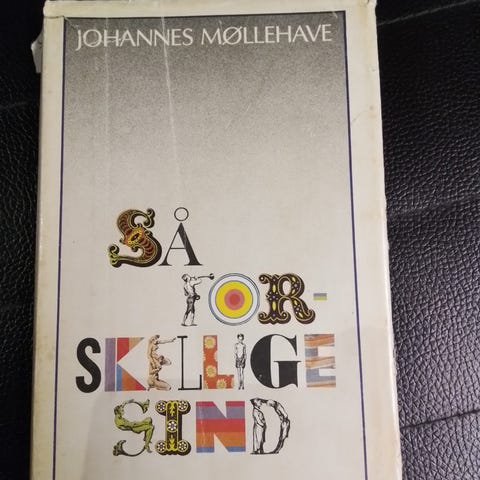 JOHANNES MØLLEHAVE
SÅ
FOR-
SKELLIGE
SIND